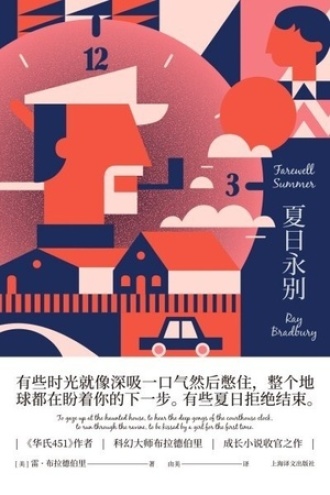 12
3
Farewell
Summer
夏日永别
Ray
Bradbury
有些时光就像深吸一口气然后憋住，整个地
球都在盼着你的下一步。有些夏日拒绝结束。
To gaze up at the haunted house, to hear the deep gongs of the courthouse clock,
to run through the ravine, to be kissed by a girl for the first time.
| 《华氏451》作者 | 科幻大师布拉德伯里 | 成长小说收官之作 |
[美] 雷·布拉德伯里 著 由美 译 上海译文出版社